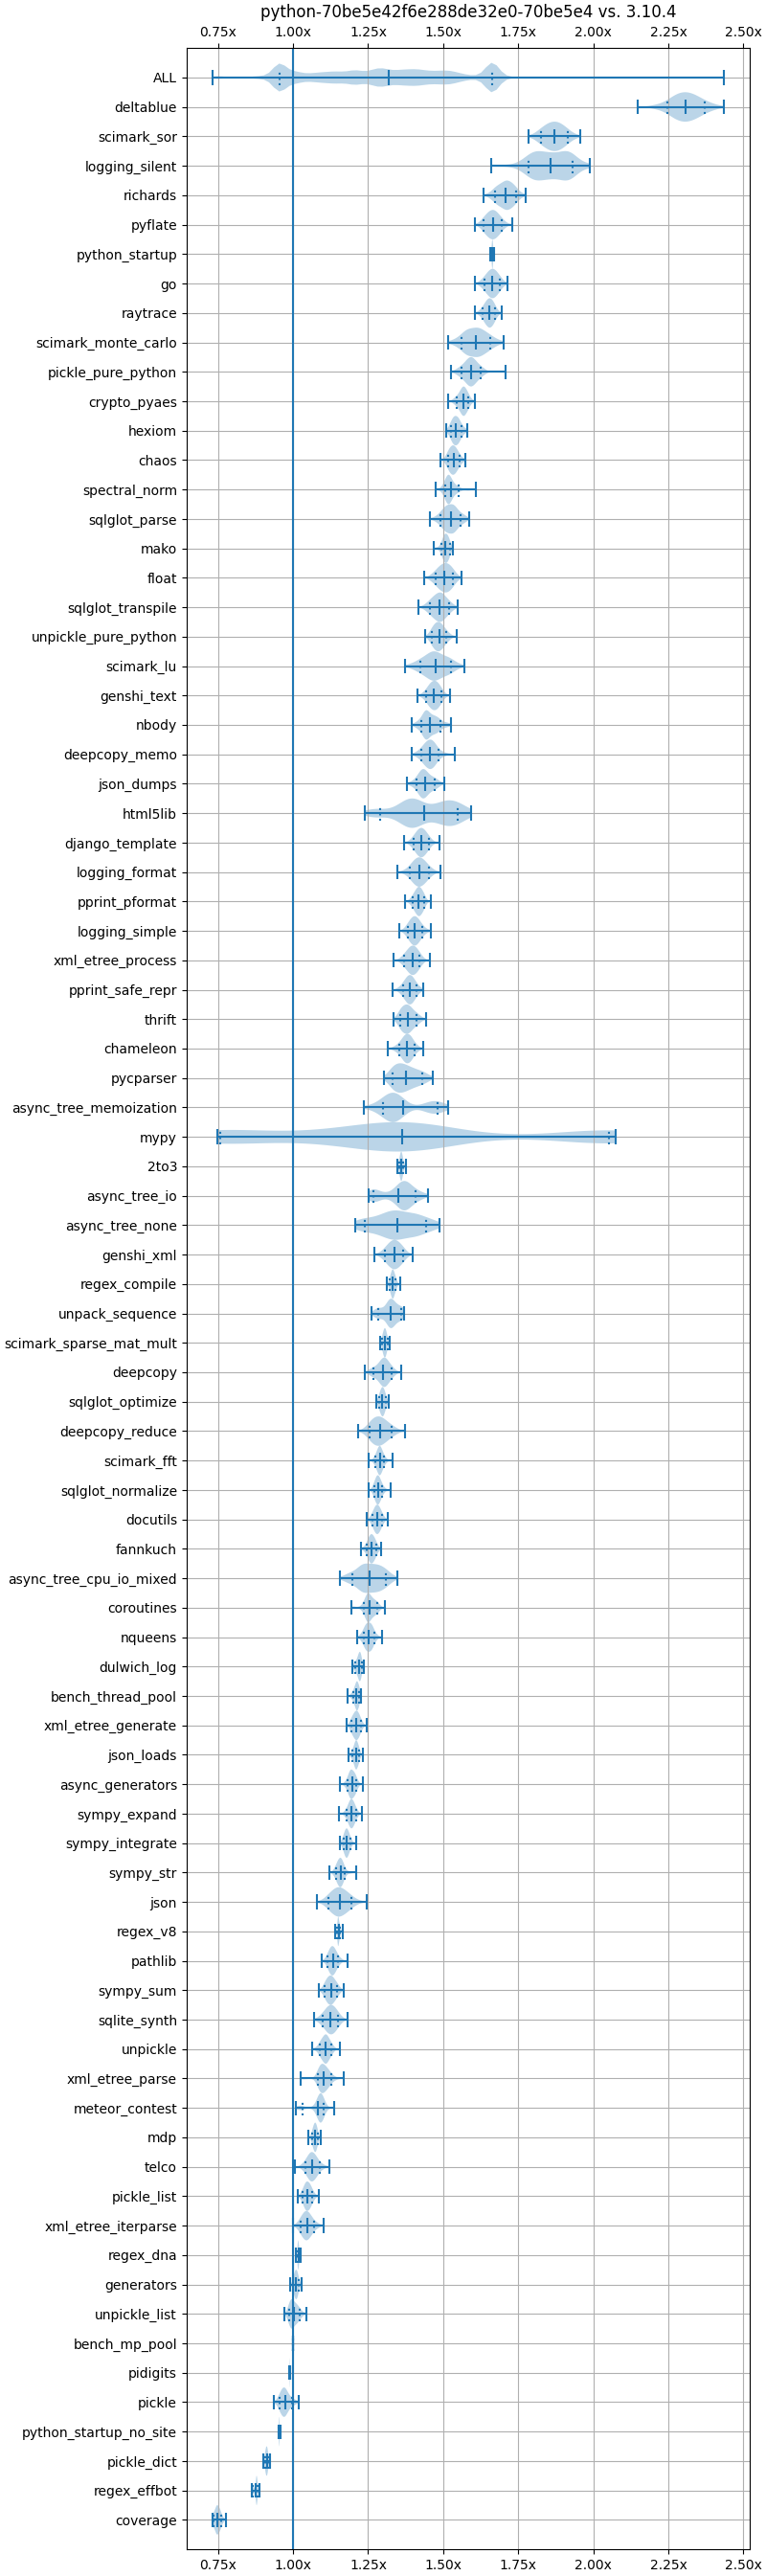 python-70be5e42f6e288de32e0-70be5e4 vs. 3.10.4
0.75x 1.00x 1.25x 1.50x 1.75x 2.00x 2.25x 2.50x
ALL
deltablue
scimark_sor
logging_silent
richards
pyflate
python_startup
go
raytrace
scimark_monte_carlo
pickle_pure_python
crypto_pyaes
hexiom
chaos
spectral_norm
sqlglot_parse
mako
float
sqlglot_transpile
unpickle_pure_python
scimark_lu
genshi_text
nbody
deepcopy_memo
json_dumps
html5lib
django_template
logging_format
pprint_pformat
logging_simple
xml_etree_process
pprint_safe_repr
thrift
chameleon
pycparser
async_tree_memoization
mypy
2to3
async_tree_io
async_tree_none
genshi_xml
regex_compile
unpack_sequence
scimark_sparse_mat_mult
deepcopy
sqlglot_optimize
deepcopy_reduce
scimark_fft
sqlglot_normalize
docutils
fannkuch
async_tree_cpu_io_mixed
coroutines
nqueens
dulwich_log
bench_thread_pool
xml_etree_generate
json_loads
async_generators
sympy_expand
sympy_integrate
sympy_str
json
regex_v8
pathlib
sympy_sum
sqlite_synth
unpickle
xml_etree_parse
meteor_contest
mdp
telco
pickle_list
xml_etree_iterparse
regex_dna
generators
unpickle_list
bench_mp_pool
pidigits
pickle
python_startup_no_site
pickle_dict
regex_effbot
coverage
0.75x 1.00x 1.25x 1.50x 1.75x 2.00x 2.25x 2.50x